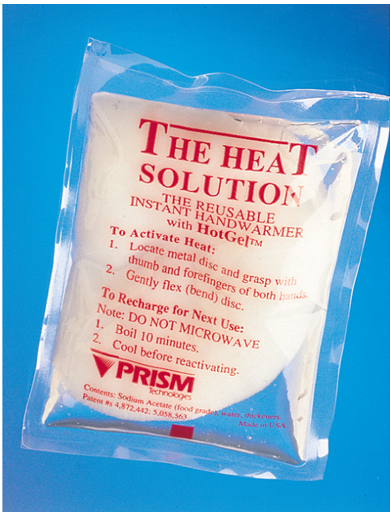 THE HEAT
SOLUTION
THE REUSABLE
INSTANT HANDWARMER
with HotGel™
To Activate Heat:
1. Locate metal disc and grasp with
thumb and forefingers of both hands.
2. Gently flex (bend) disc.
To Recharge for Next Use:
Note: DO NOT MICROWAVE
1. Boil 10 minutes.
2. Cool before reactivating.
PRISM
Technologies
Contents: Sodium Acetate (food grade), water, thickeners
Patent #s 4,872,442; 5,058,563
Made in USA